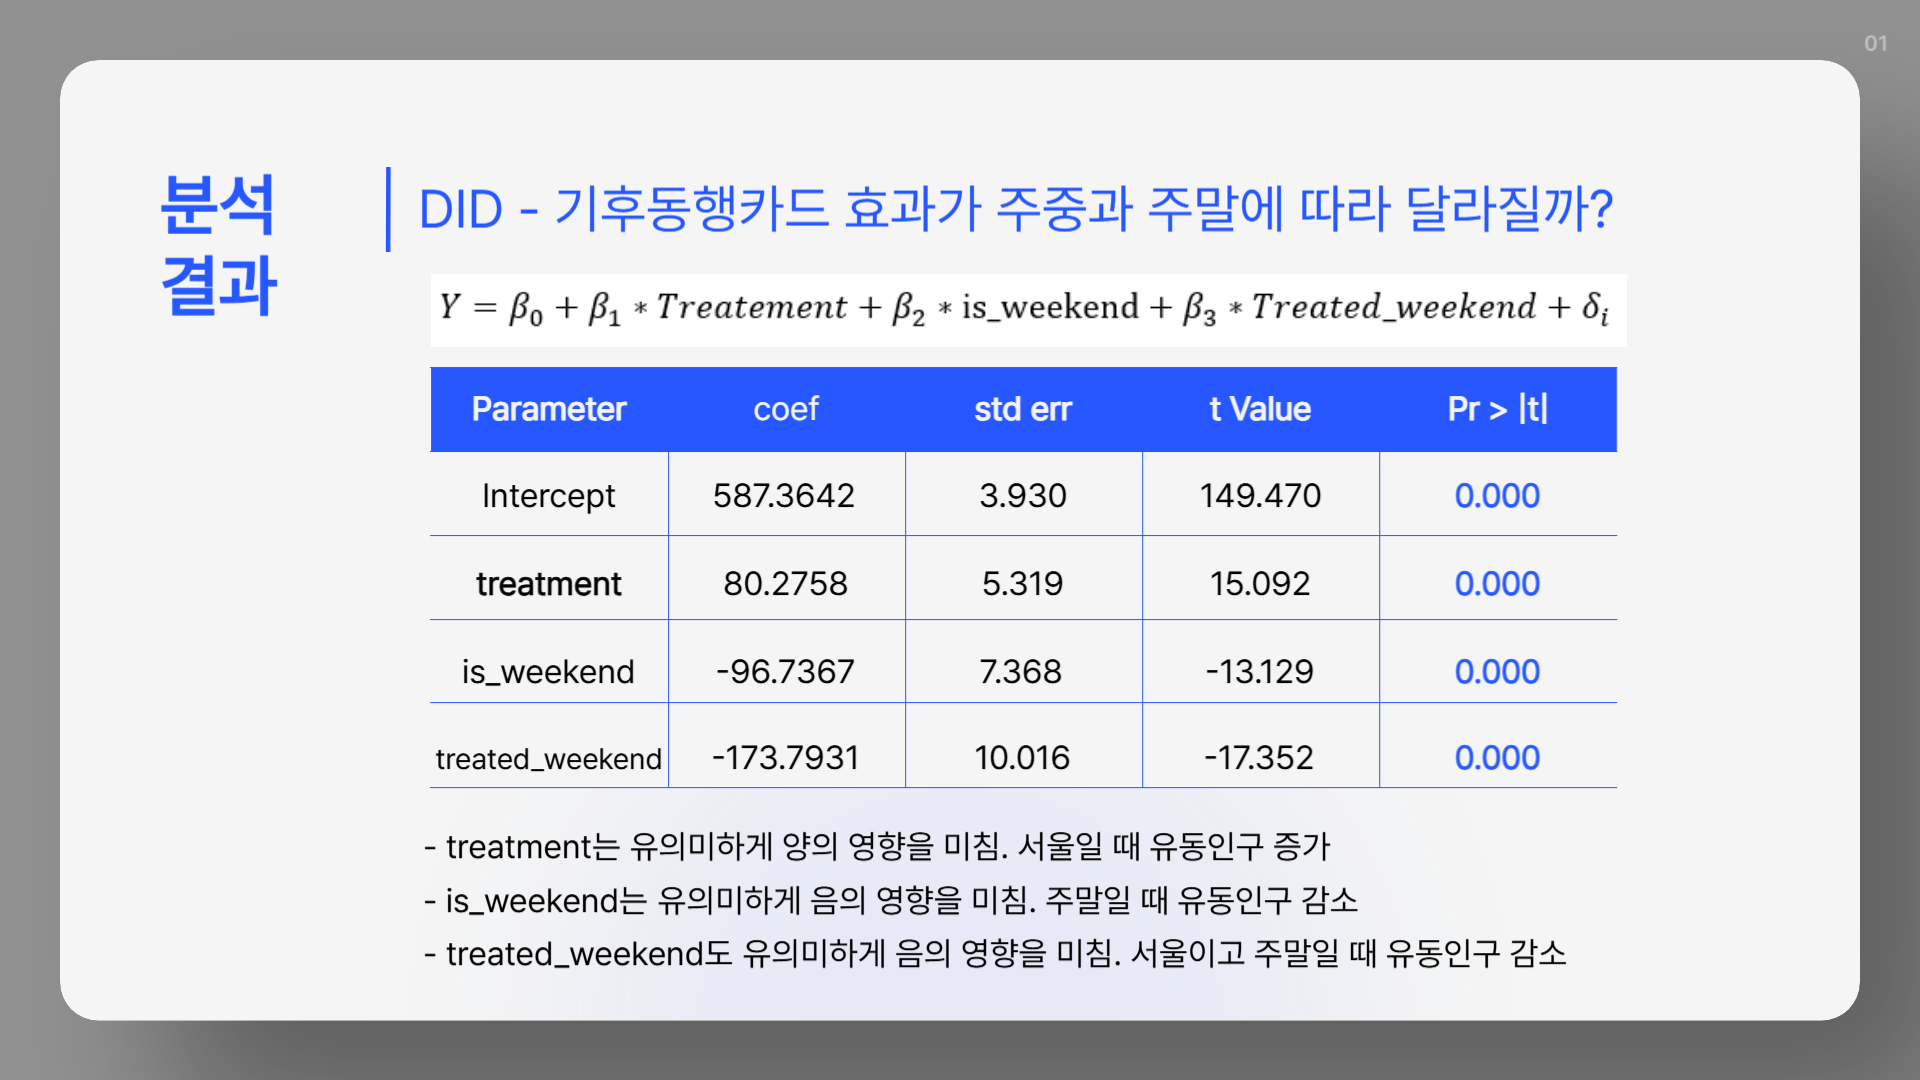 01
분석
결과
DID - 기후동행카드 효과가 주중과 주말에 따라 달라질까?
Y = β₀ + β₁ * Treatement + β₂ * is_weekend + β₃ * Treated_weekend + δᵢ
Parameter coef std err t Value Pr > |t|
Intercept 587.3642 3.930 149.470 0.000
treatment 80.2758 5.319 15.092 0.000
is_weekend -96.7367 7.368 -13.129 0.000
treated_weekend -173.7931 10.016 -17.352 0.000
- treatment는 유의미하게 양의 영향을 미침. 서울일 때 유동인구 증가
- is_weekend는 유의미하게 음의 영향을 미침. 주말일 때 유동인구 감소
- treated_weekend도 유의미하게 음의 영향을 미침. 서울이고 주말일 때 유동인구 감소